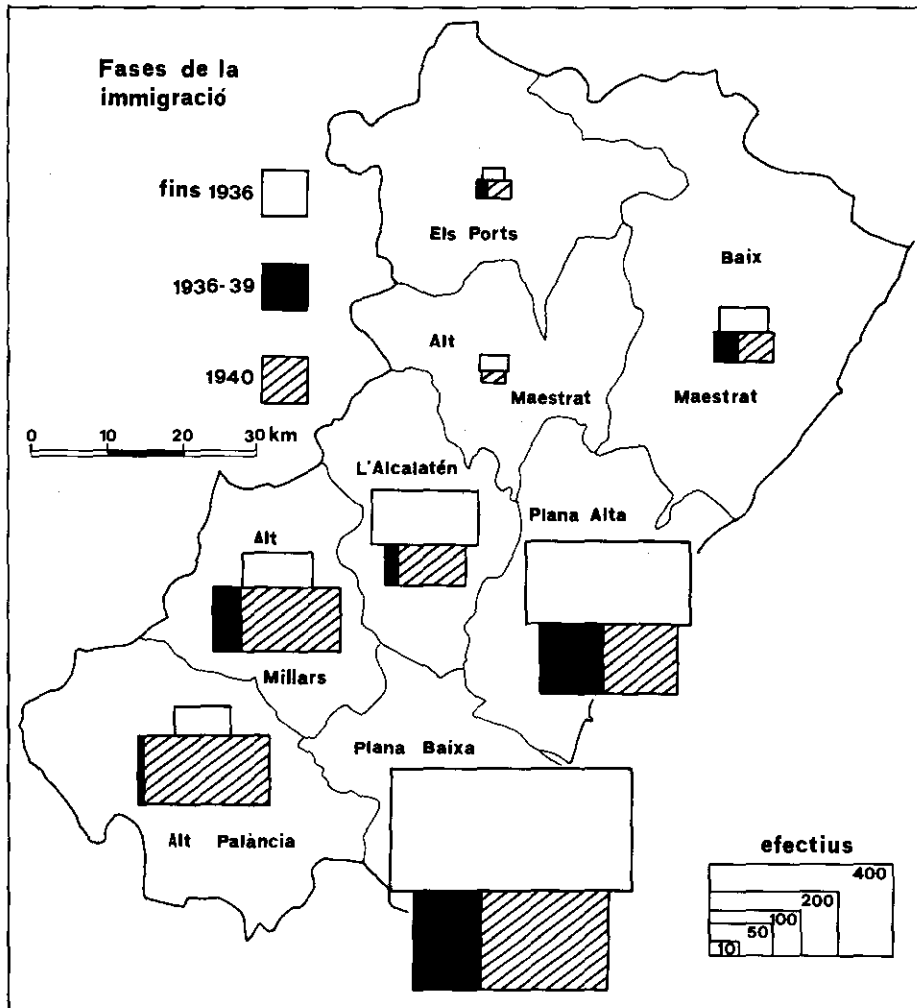 Fases de la
immigració
fins 1936
1936-39
1940
0 10 20 30 km
Els Ports
Baix
Maestrat
Alt
Maestrat
L'Alcalatén
Plana Alta
Alt
Millars
Plana Baixa
Alt Palància
efectius
400
200
100
50
10